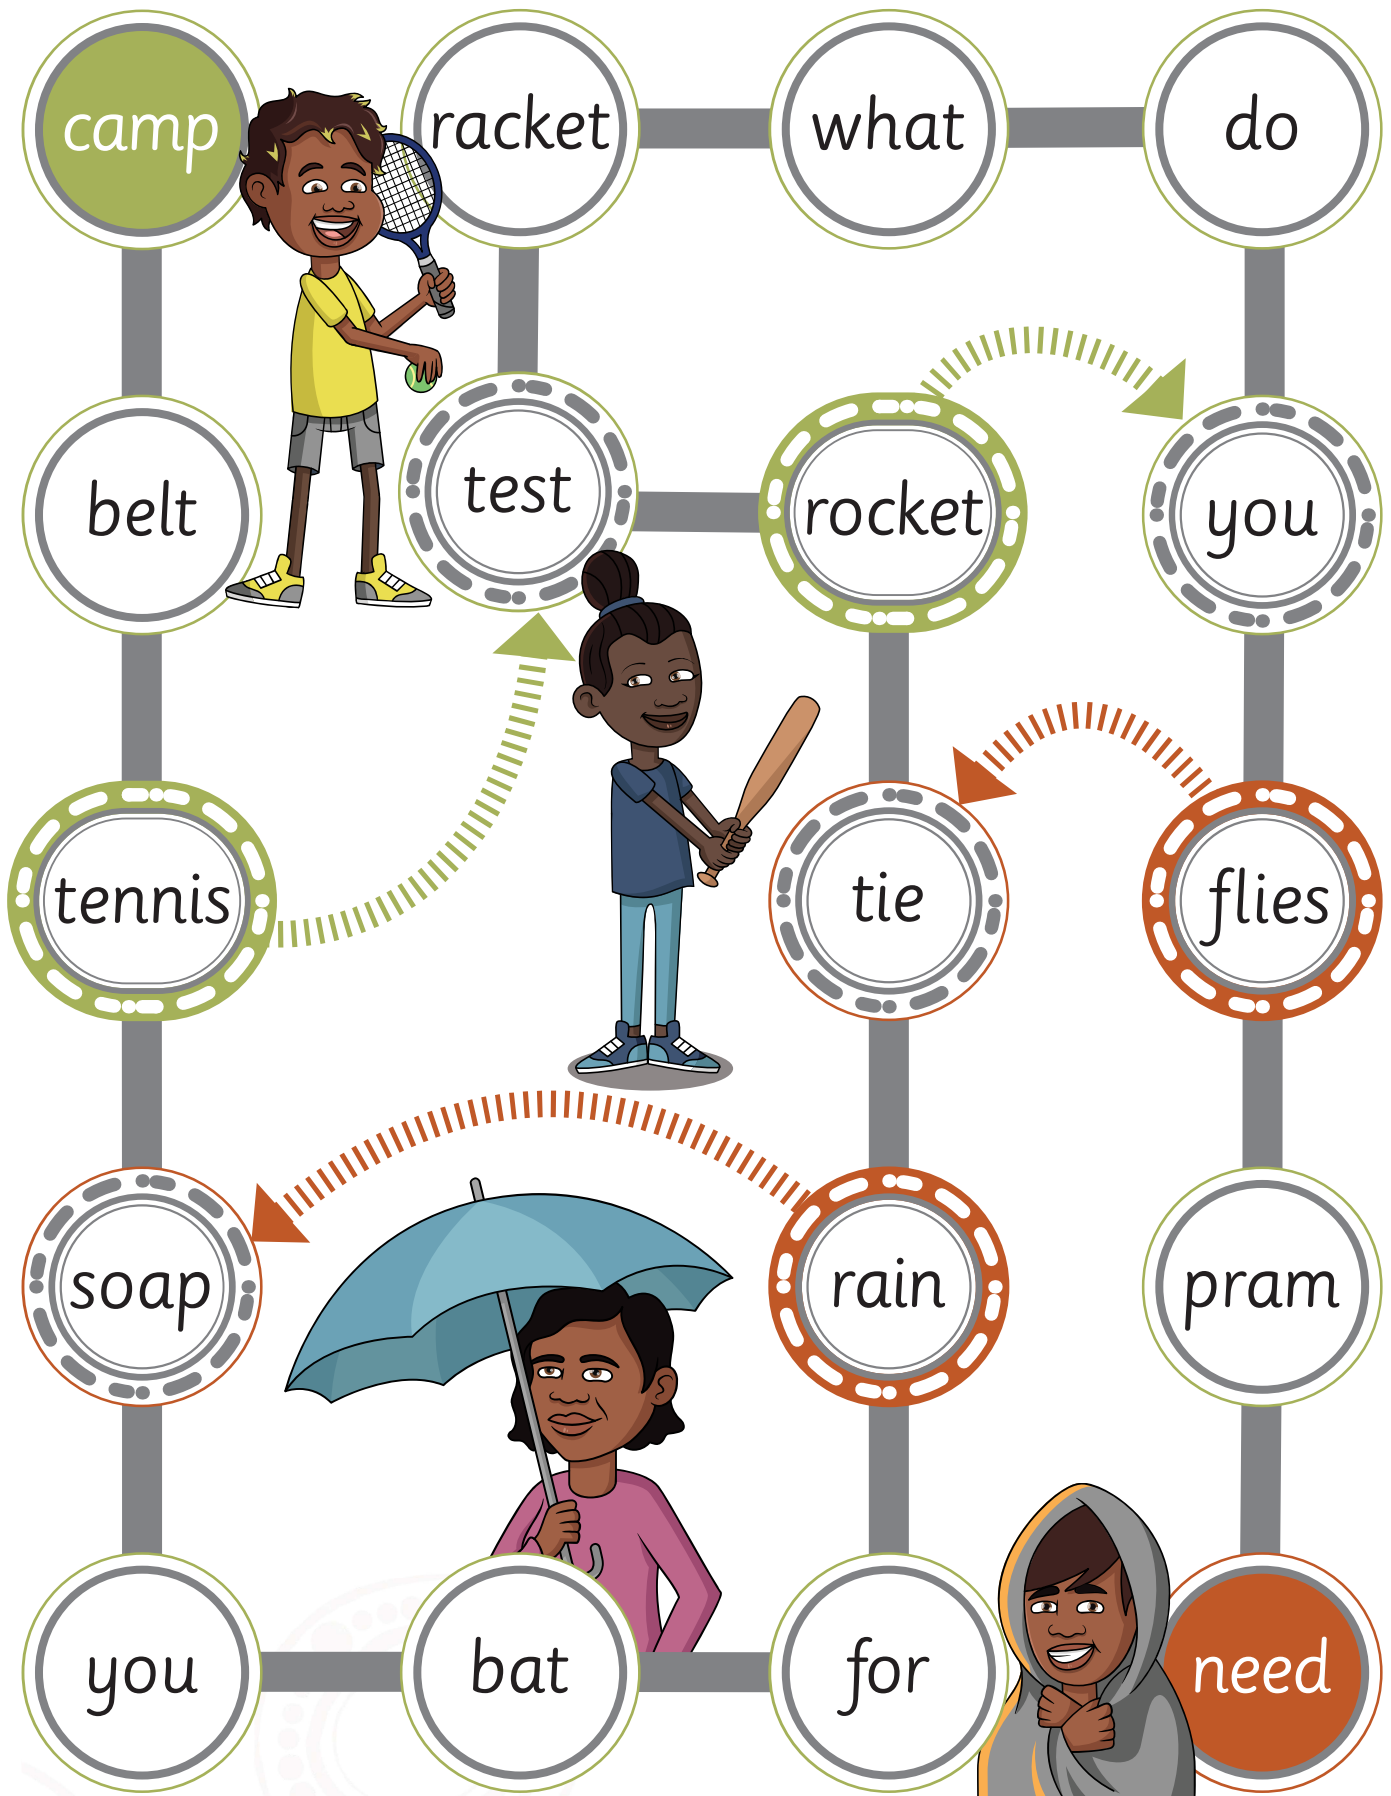 camp
racket
what
do
belt
test
rocket
you
tennis
tie
flies
soap
rain
pram
you
bat
for
need